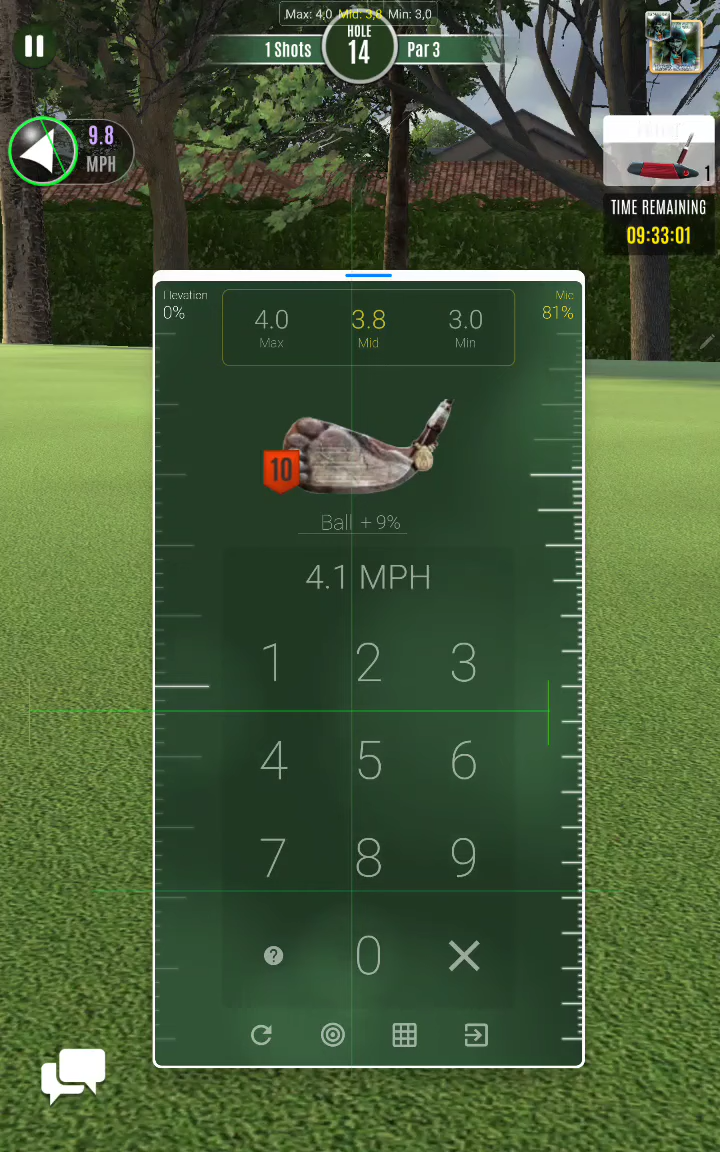 Max: 4,0 Mid: 3,8 Min: 3,0
HOLE
1 Shots 14 Par 3
9.8
MPH
1
TIME REMAINING
09:33:01
Elevation
0%
4.0 3.8 3.0
Max Mid Min
Mid
81%
10
Ball + 9%
4.1 MPH
1 2 3
4 5 6
7 8 9
? 0